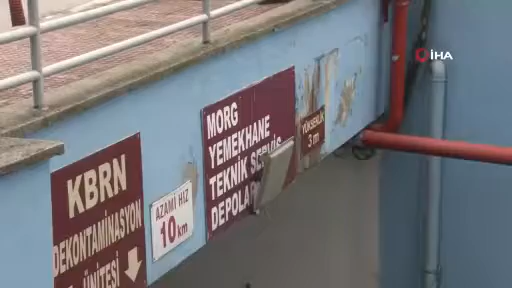 İHA
MORG
YEMEKHANE
TEKNİK SERVİS
DEPOLAR
YÜKSEKLİK
3 m
KBRN
DEKONTAMİNASYON
ÜNİTESİ
AZAMİ HIZ
10 km